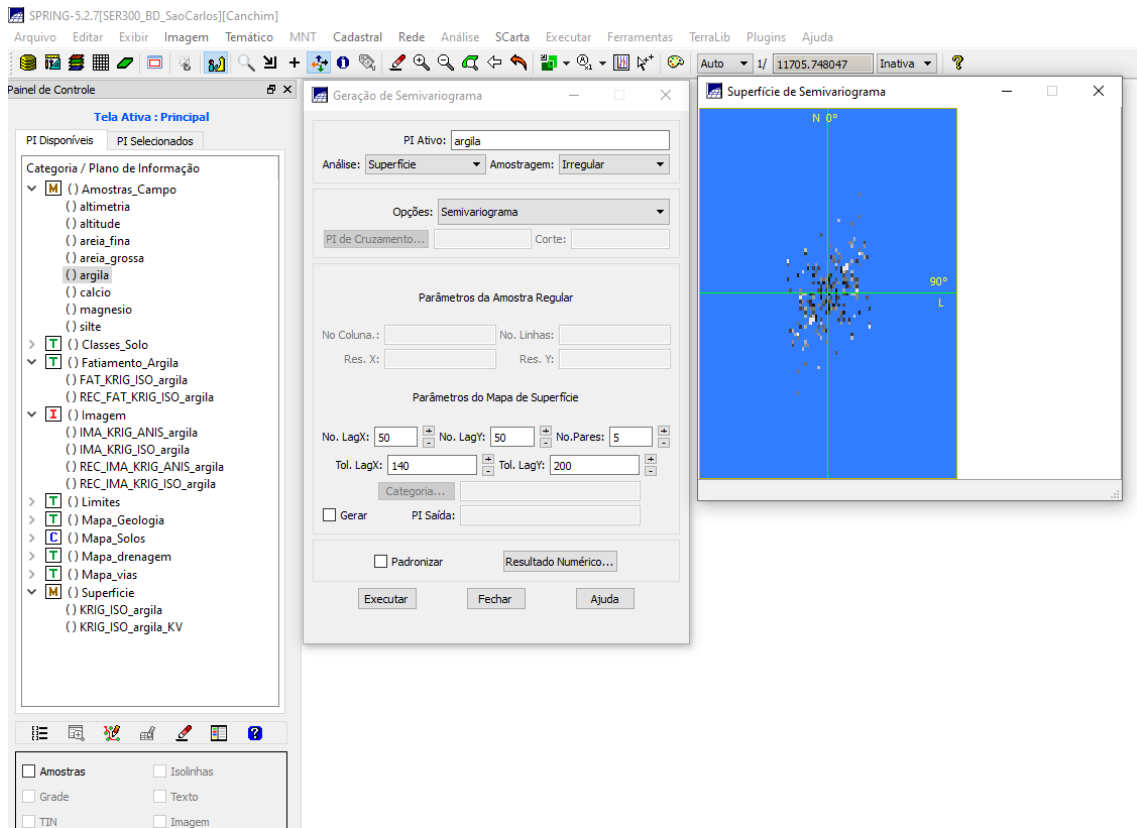 SPRING-5.2.7[SER300_BD_SaoCarlos][Canchim]
Arquivo Editar Exibir Imagem Temático MNT Cadastral Rede Análise SCarta Executar Ferramentas TerraLib Plugins Ajuda
Auto 1/ 11705.748047 Inativa
Painel de Controle
Tela Ativa : Principal
PI Disponíveis PI Selecionados
Categoria / Plano de Informação
M () Amostras_Campo
() altimetria
() altitude
() areia_fina
() areia_grossa
() argila
() calcio
() magnesio
() silte
T () Classes_Solo
T () Fatiamento_Argila
() FAT_KRIG_ISO_argila
() REC_FAT_KRIG_ISO_argila
I () Imagem
() IMA_KRIG_ANIS_argila
() IMA_KRIG_ISO_argila
() REC_IMA_KRIG_ANIS_argila
() REC_IMA_KRIG_ISO_argila
T () Limites
T () Mapa_Geologia
C () Mapa_Solos
T () Mapa_drenagem
T () Mapa_vias
M () Superficie
() KRIG_ISO_argila
() KRIG_ISO_argila_KV
Amostras Isolinhas
Grade Texto
TIN Imagem
Geração de Semivariograma
PI Ativo: argila
Análise: Superfície Amostragem: Irregular
Opções: Semivariograma
PI de Cruzamento... Corte:
Parâmetros da Amostra Regular
No Coluna.: No. Linhas:
Res. X: Res. Y:
Parâmetros do Mapa de Superfície
No. LagX: 50 No. LagY: 50 No.Pares: 5
Tol. LagX: 140 Tol. LagY: 200
Categoria...
Gerar PI Saída:
Padronizar Resultado Numérico...
Executar Fechar Ajuda
Superfície de Semivariograma
N 0°
90°
L